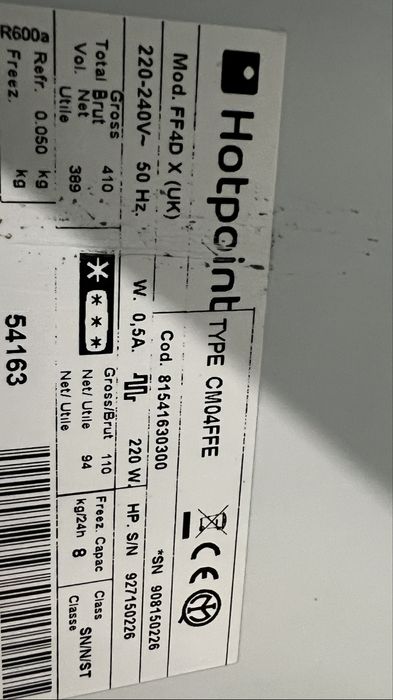 Hotpoint
TYPE CM04FFE
Mod. FF4D X (UK)
Cod. 81541630300
*SN 908150226
220-240V~ 50 Hz.
W. 0,5A.
220 W.
HP. S/N 927150226
Gross 410
Total Brut
Vol. Net 389
Utile
Gross/Brut 110
Net/ Utile 94
Net/ Utile
Freez. Capac
kg/24h 8
Class SN/N/ST
Classe
R600a Refr. 0.050 kg
Freez. kg
54163